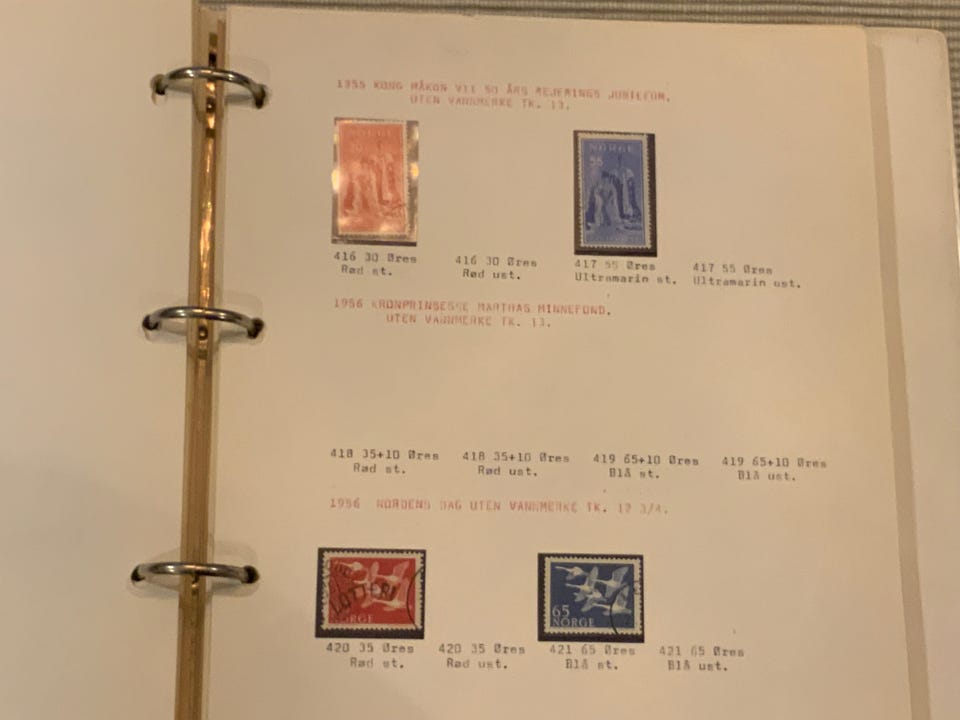 1955 KONG HÅKON VII 50 ÅRS REJERINGS JUBILEUM.
UTEN VANNMERKE TK. 13.
NORGE
30
NORGE
55
416 30 Øres
Rød st.
416 30 Øres
Rød ust.
417 55 Øres
Ultramarin st.
417 55 Øres
Ultramarin ust.
1956 KRONPRINSESSE MARTHAS MINNEFOND.
UTEN VANNMERKE TK. 13.
418 35+10 Øres
Rød st.
418 35+10 Øres
Rød ust.
419 65+10 Øres
Blå st.
419 65+10 Øres
Blå ust.
1956 NORDENS DAG UTEN VANNMERKE TK. 12 3/4.
LOTTERI
NORGE
65
NORGE
420 35 Øres
Rød st.
420 35 Øres
Rød ust.
421 65 Øres
Blå st.
421 65 Øres
Blå ust.